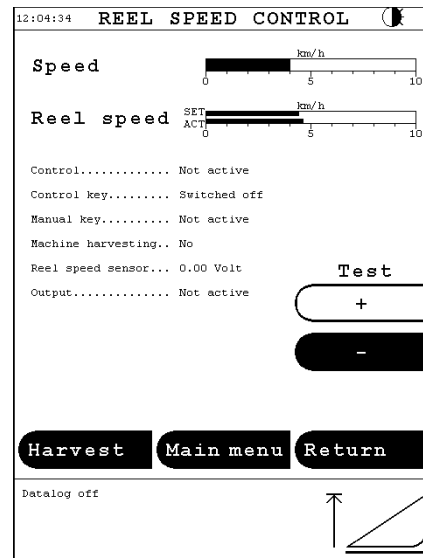 12:04:34 REEL SPEED CONTROL
km/h
Speed
0 5 10
km/h
Reel speed SET
ACT
0 5 10
Control............. Not active
Control key......... Switched off
Manual key.......... Not active
Machine harvesting.. No
Reel speed sensor... 0.00 Volt
Output.............. Not active
Test
+
-
Harvest Main menu Return
Datalog off